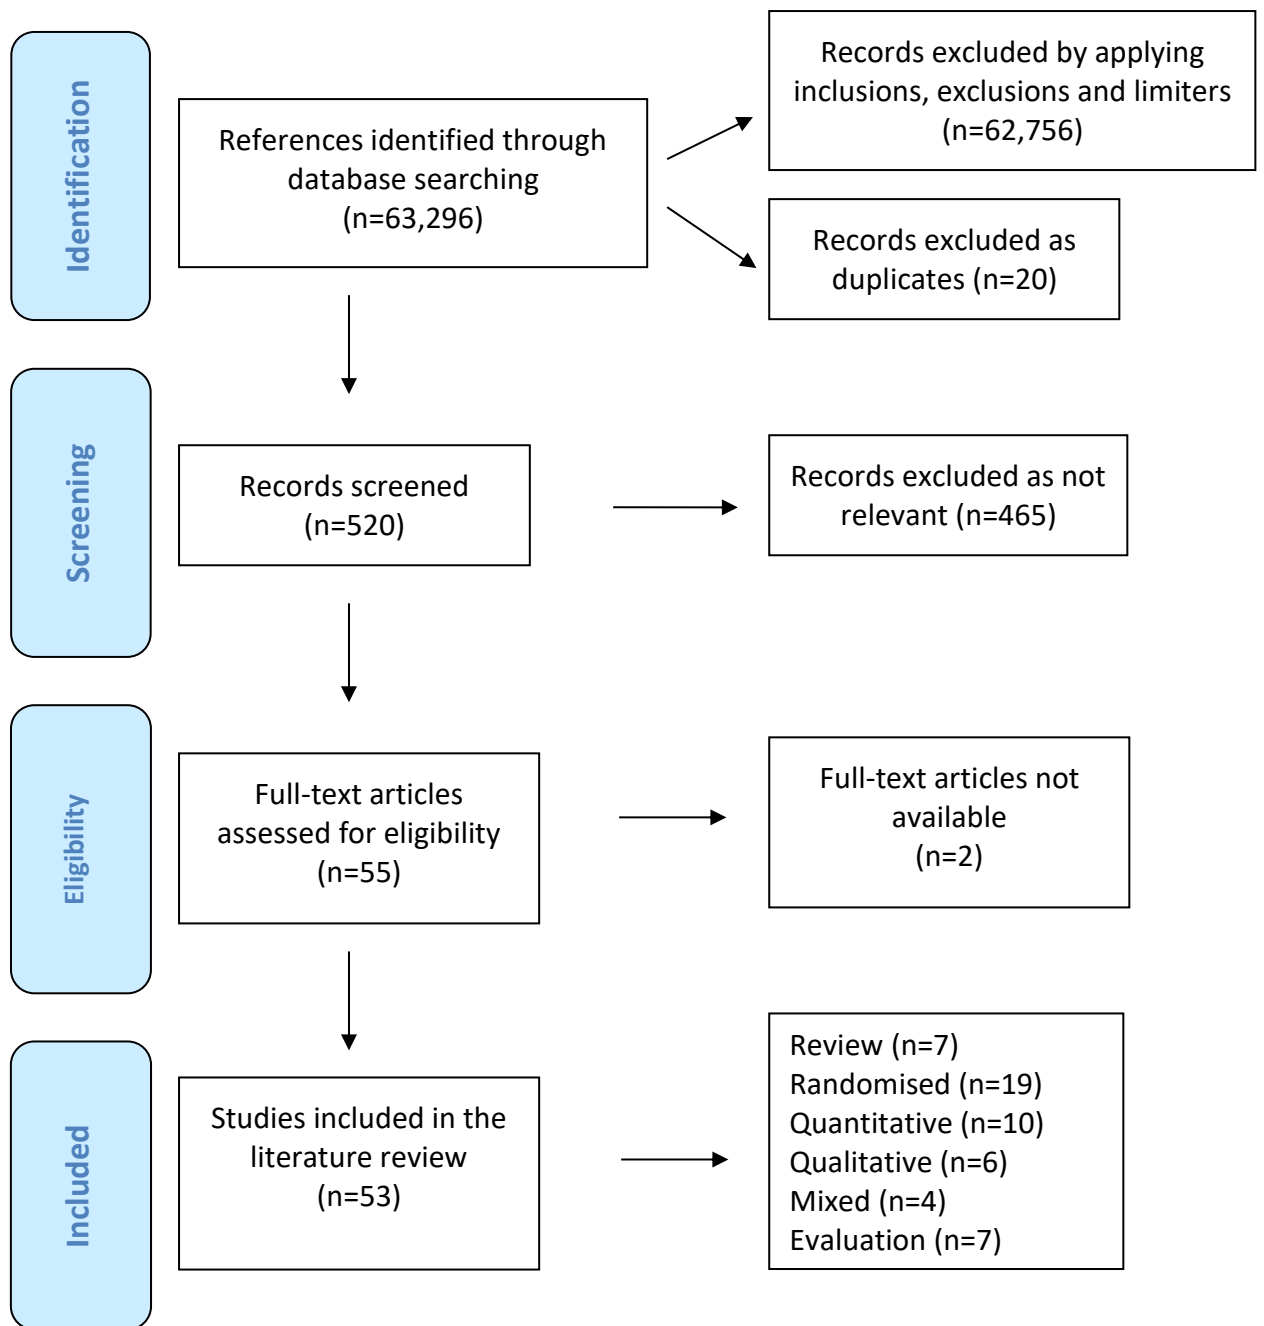 Identification
References identified through
database searching
(n=63,296)
Records excluded by applying
inclusions, exclusions and limiters
(n=62,756)
Records excluded as
duplicates (n=20)
Screening
Records screened
(n=520)
Records excluded as not
relevant (n=465)
Eligibility
Full-text articles
assessed for eligibility
(n=55)
Full-text articles not
available
(n=2)
Included
Studies included in the
literature review
(n=53)
Review (n=7)
Randomised (n=19)
Quantitative (n=10)
Qualitative (n=6)
Mixed (n=4)
Evaluation (n=7)